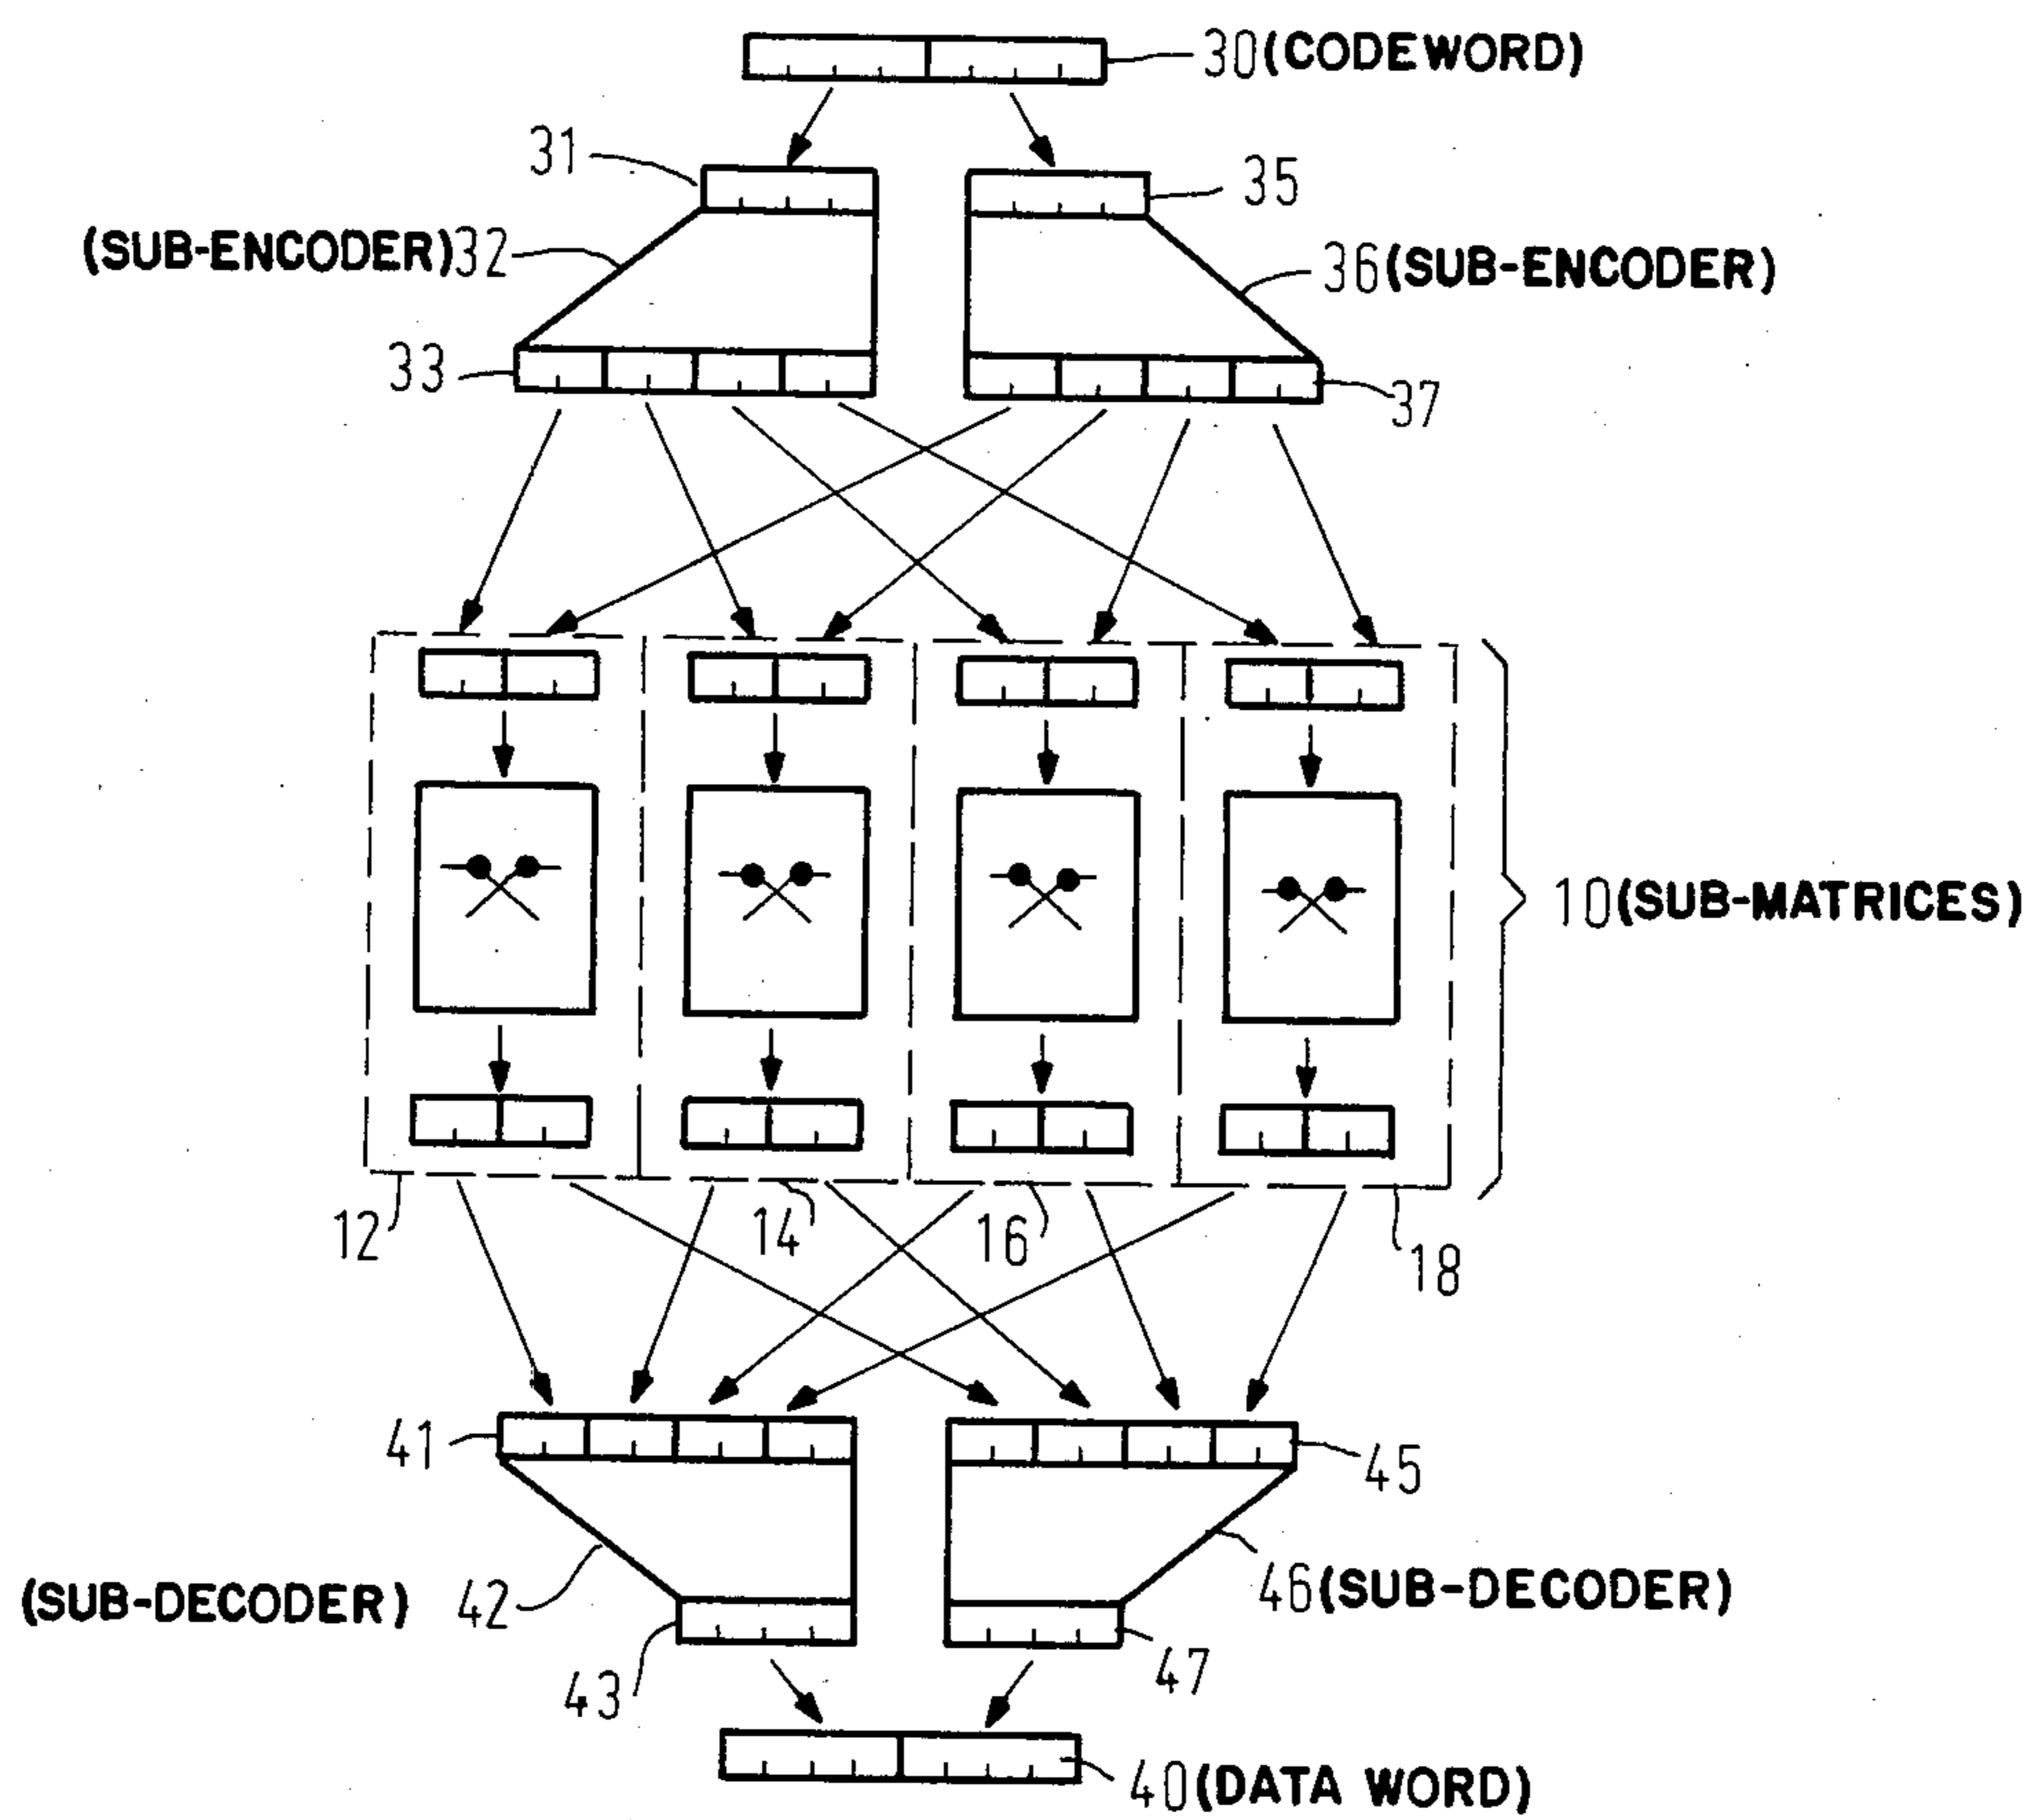 30(CODEWORD)
31
35
(SUB-ENCODER)32
36(SUB-ENCODER)
33
37
10(SUB-MATRICES)
12
14
16
18
41
45
(SUB-DECODER) 42
46(SUB-DECODER)
43
47
40(DATA WORD)